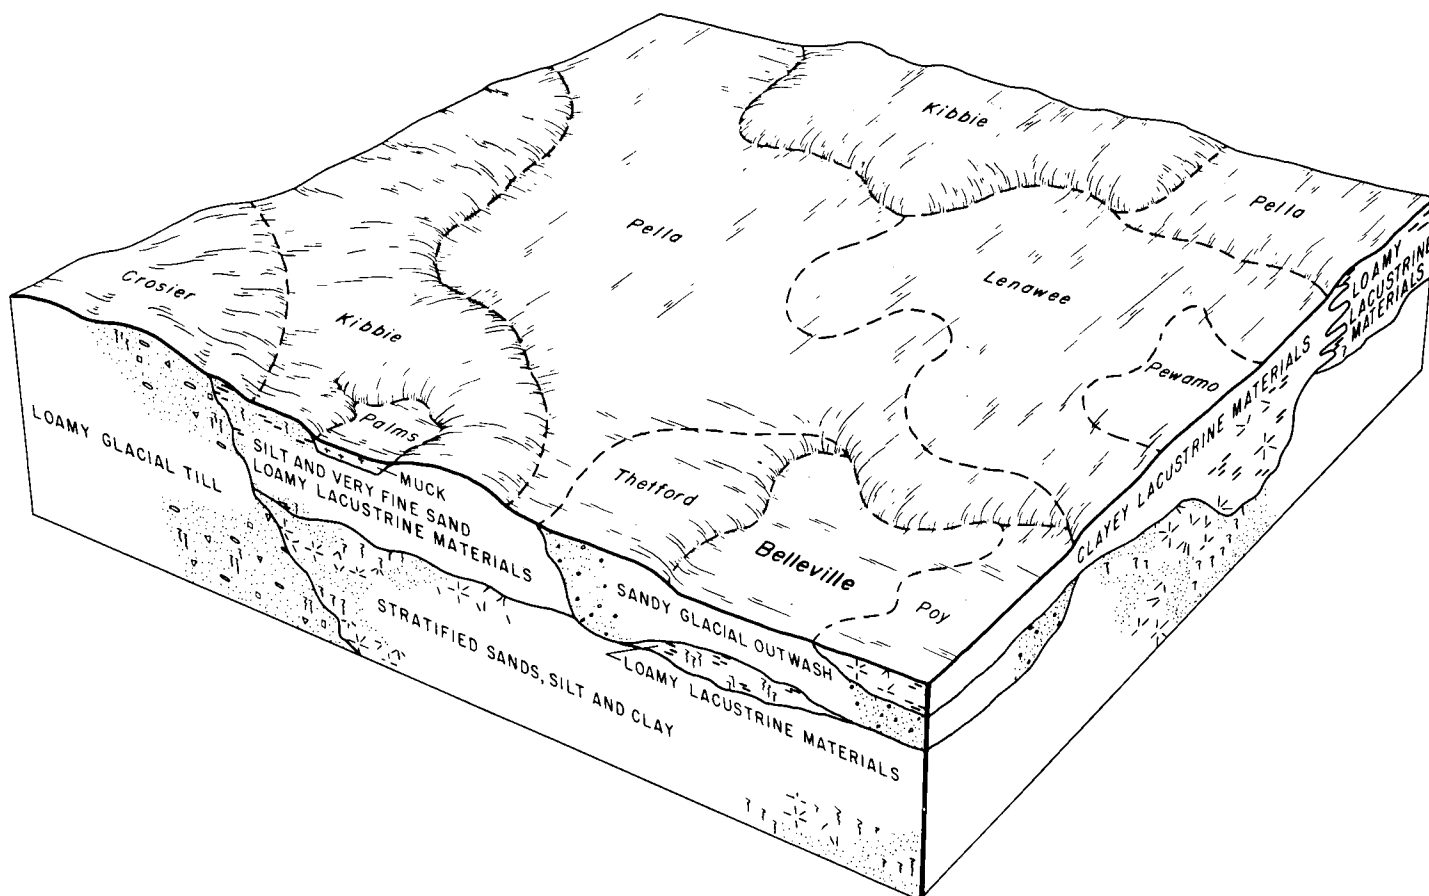 Kibbie
Pella
Pella
Lenawee
Crosier
Kibbie
Pewamo
Palms
Thetford
Belleville
Poy
LOAMY
LACUSTRINE
MATERIALS
CLAYEY LACUSTRINE MATERIALS
LOAMY GLACIAL TILL
MUCK
SILT AND VERY FINE SAND
LOAMY LACUSTRINE MATERIALS
SANDY GLACIAL OUTWASH
LOAMY LACUSTRINE MATERIALS
STRATIFIED SANDS, SILT AND CLAY